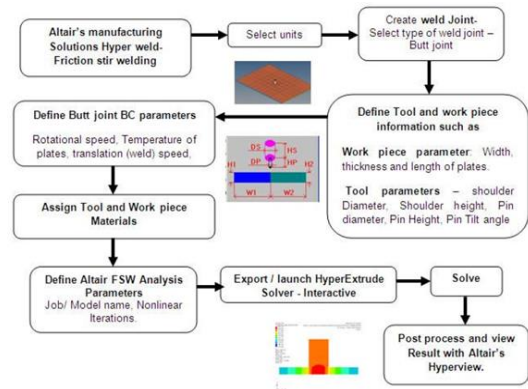 Altair's manufacturing
Solutions Hyper weld-
Friction stir welding
Select units
Create weld Joint-
Select type of weld joint –
Butt joint
Define Tool and work piece
information such as
Work piece parameter: Width,
thickness and length of plates.
Tool parameters – shoulder
Diameter, Shoulder height, Pin
diameter, Pin Height, Pin Tilt angle
Define Butt joint BC parameters
Rotational speed, Temperature of
plates, translation (weld) speed,
DS
HS
H1
DP
HP
H2
W1
W2
Assign Tool and Work piece
Materials
Define Altair FSW Analysis
Parameters
Job/ Model name, Nonlinear
Iterations.
Export / launch HyperExtrude
Solver - Interactive
Solve
Post process and view
Result with Altair's
Hyperview.